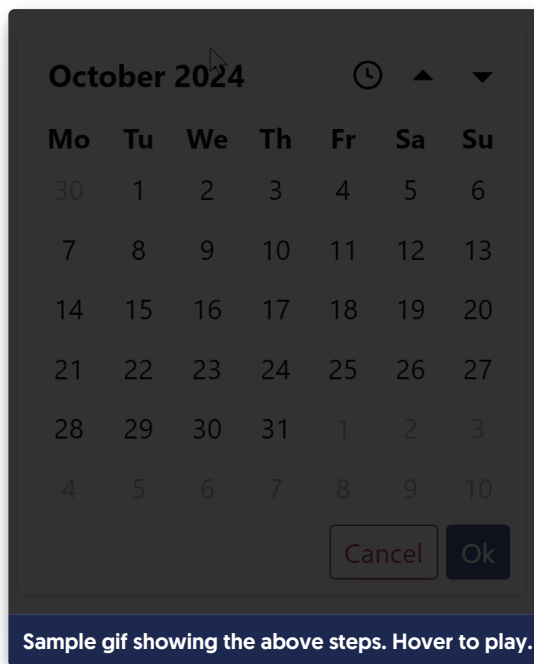 October 2024
Mo Tu We Th Fr Sa Su
30 1 2 3 4 5 6
7 8 9 10 11 12 13
14 15 16 17 18 19 20
21 22 23 24 25 26 27
28 29 30 31 1 2 3
4 5 6 7 8 9 10
Cancel Ok
Sample gif showing the above steps. Hover to play.